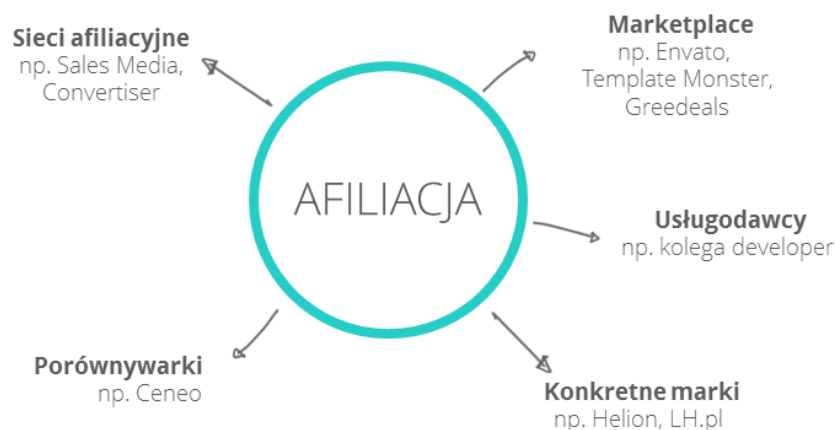 Sieci afiliacyjne
np. Sales Media,
Convertiser
Marketplace
np. Envato,
Template Monster,
Greedeals
AFILIACJA
Usługodawcy
np. kolega developer
Porównywarki
np. Ceneo
Konkretne marki
np. Helion, LH.pl